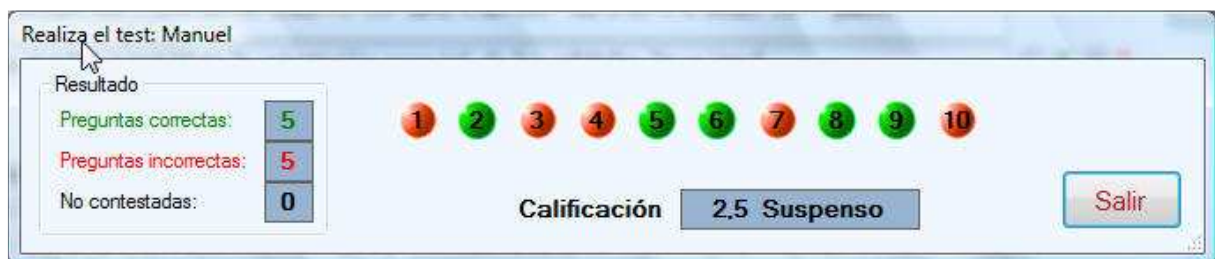 Realiza el test: Manuel
Resultado
Preguntas correctas: 5
Preguntas incorrectas: 5
No contestadas: 0
1 2 3 4 5 6 7 8 9 10
Calificación 2,5 Suspenso
Salir